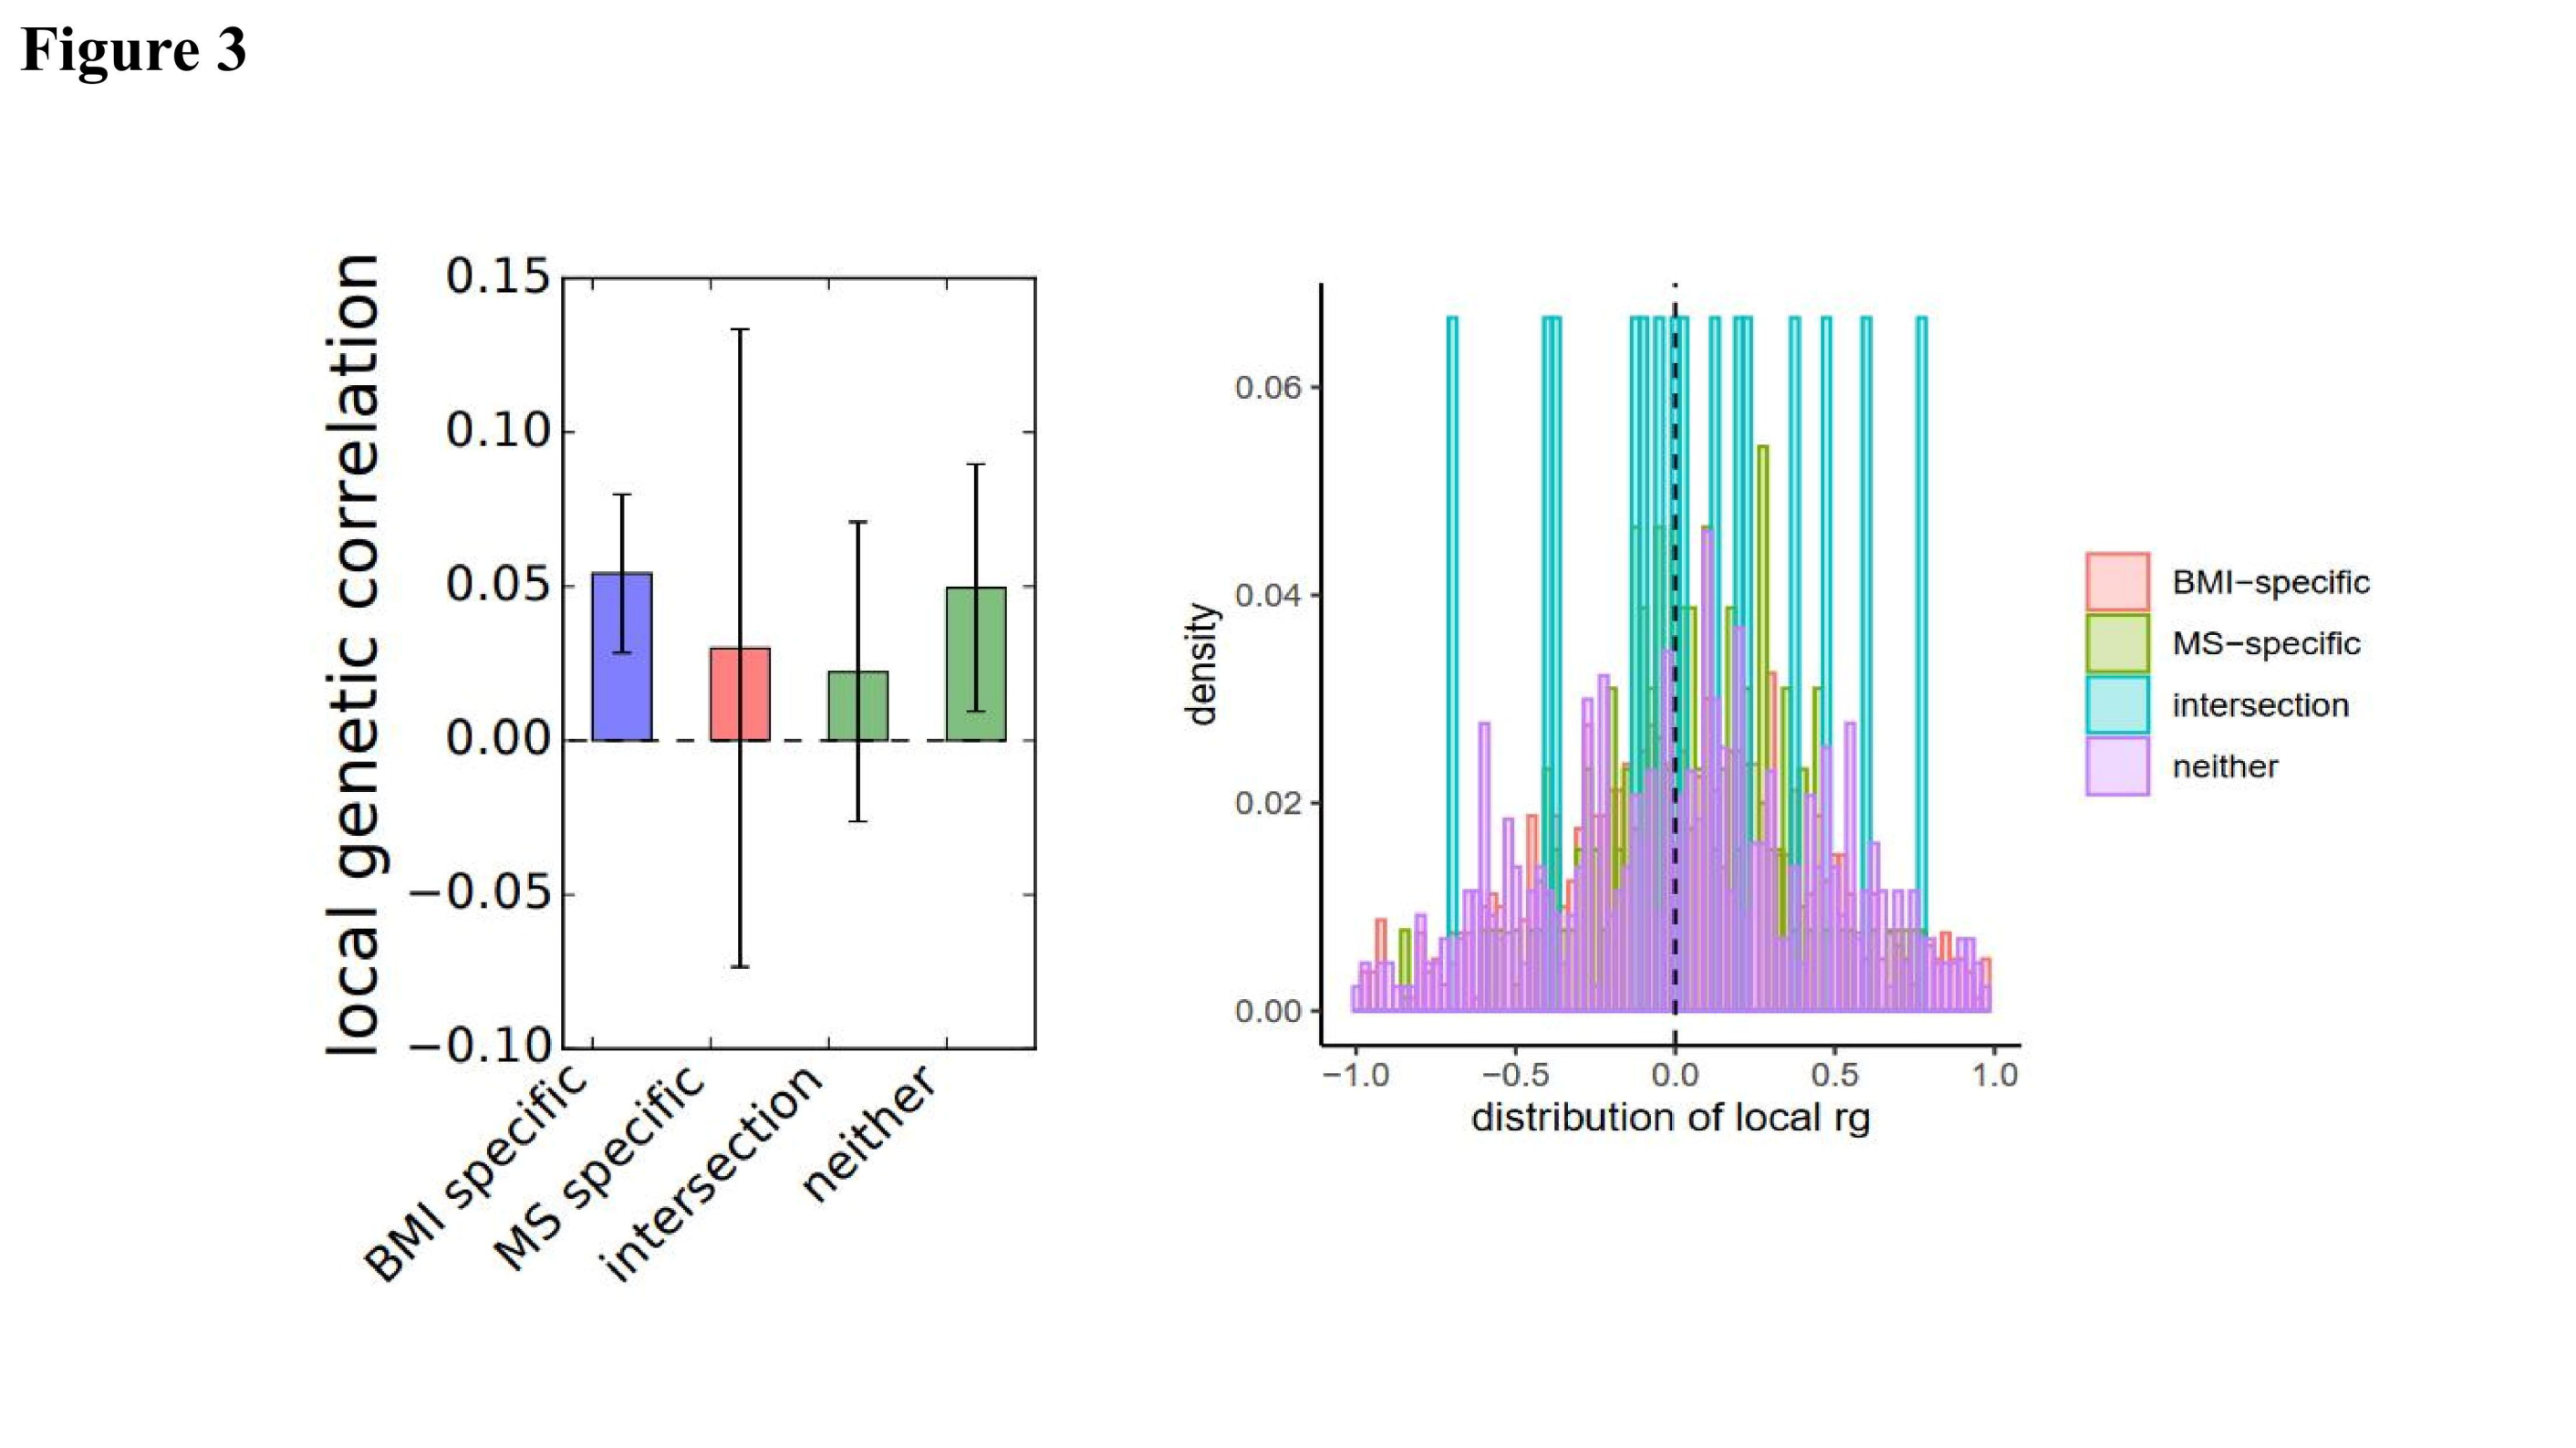 Figure 3
local genetic correlation
0.15
0.10
0.05
0.00
−0.05
−0.10
BMI specific
MS specific
intersection
neither
density
0.06
0.04
0.02
0.00
−1.0
−0.5
0.0
0.5
1.0
distribution of local rg
BMI−specific
MS−specific
intersection
neither